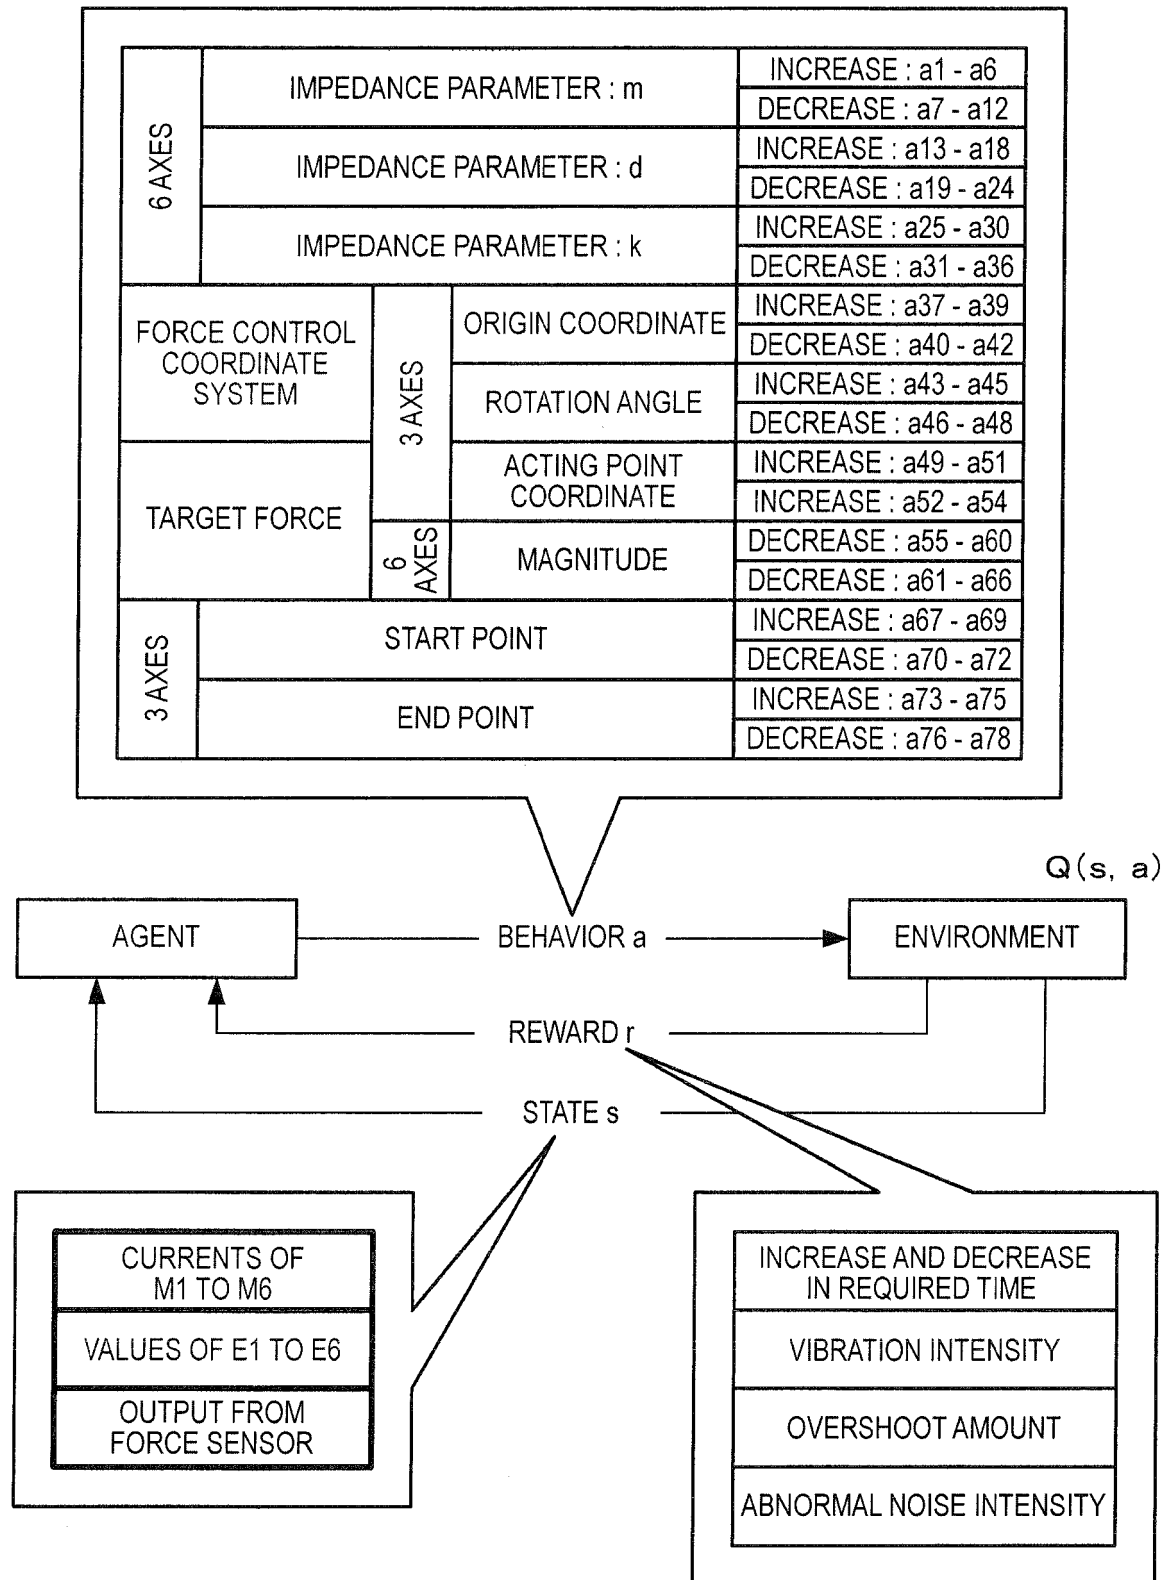 6 AXES
IMPEDANCE PARAMETER : m
INCREASE : a1 - a6
DECREASE : a7 - a12
IMPEDANCE PARAMETER : d
INCREASE : a13 - a18
DECREASE : a19 - a24
IMPEDANCE PARAMETER : k
INCREASE : a25 - a30
DECREASE : a31 - a36
FORCE CONTROL
COORDINATE
SYSTEM
3 AXES
ORIGIN COORDINATE
INCREASE : a37 - a39
DECREASE : a40 - a42
ROTATION ANGLE
INCREASE : a43 - a45
DECREASE : a46 - a48
TARGET FORCE
ACTING POINT
COORDINATE
INCREASE : a49 - a51
INCREASE : a52 - a54
6
AXES
MAGNITUDE
DECREASE : a55 - a60
DECREASE : a61 - a66
3 AXES
START POINT
INCREASE : a67 - a69
DECREASE : a70 - a72
END POINT
INCREASE : a73 - a75
DECREASE : a76 - a78
Q(s, a)
AGENT
BEHAVIOR a
ENVIRONMENT
REWARD r
STATE s
CURRENTS OF
M1 TO M6
VALUES OF E1 TO E6
OUTPUT FROM
FORCE SENSOR
INCREASE AND DECREASE
IN REQUIRED TIME
VIBRATION INTENSITY
OVERSHOOT AMOUNT
ABNORMAL NOISE INTENSITY